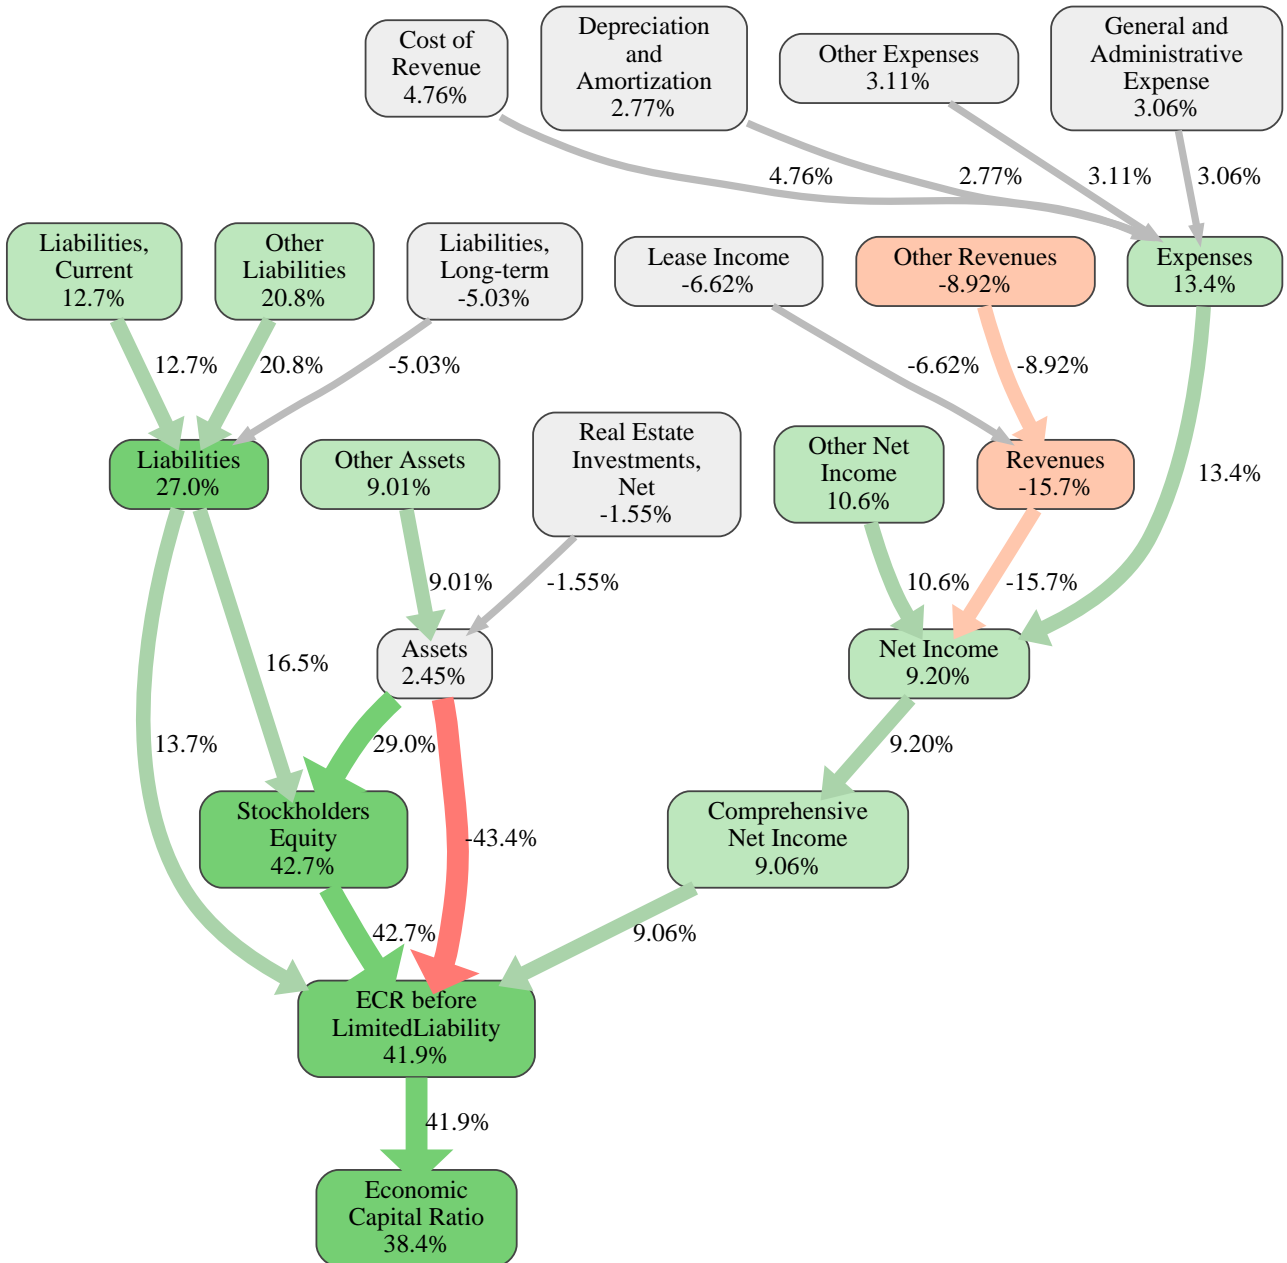 Cost of
Revenue
4.76%
Depreciation
and
Amortization
2.77%
Other Expenses
3.11%
General and
Administrative
Expense
3.06%
4.76%
2.77%
3.11%
3.06%
Liabilities,
Current
12.7%
Other
Liabilities
20.8%
Liabilities,
Long-term
-5.03%
Lease Income
-6.62%
Other Revenues
-8.92%
Expenses
13.4%
12.7%
20.8%
-5.03%
-6.62%
-8.92%
13.4%
Liabilities
27.0%
Other Assets
9.01%
Real Estate
Investments,
Net
-1.55%
Other Net
Income
10.6%
Revenues
-15.7%
9.01%
-1.55%
10.6%
-15.7%
16.5%
Assets
2.45%
Net Income
9.20%
13.7%
29.0%
9.20%
Stockholders
Equity
42.7%
-43.4%
Comprehensive
Net Income
9.06%
42.7%
9.06%
ECR before
LimitedLiability
41.9%
41.9%
Economic
Capital Ratio
38.4%